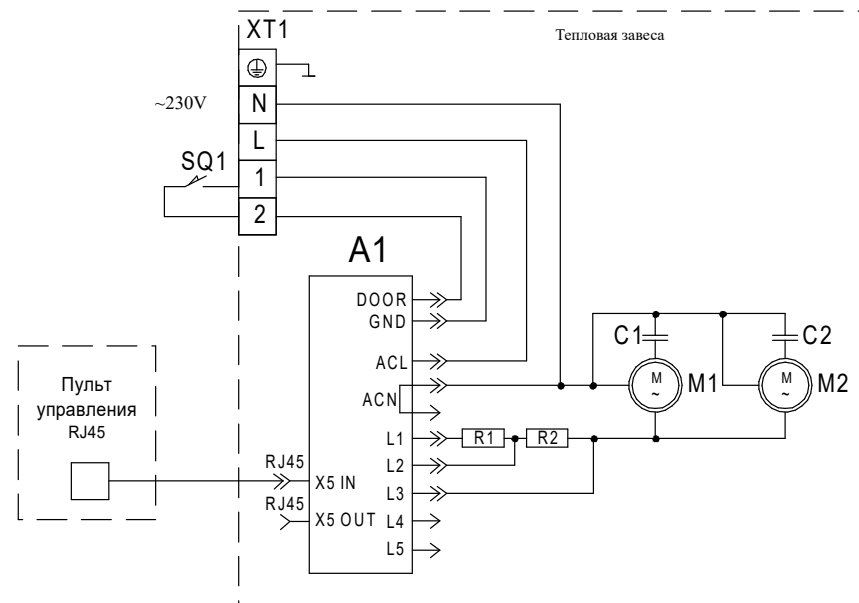 XT1
Тепловая завеса
~230V
N
L
SQ1
1
2
A1
DOOR
GND
ACL
ACN
C1
C2
M
~
M1
M
~
M2
Пульт
управления
RJ45
L1
R1
R2
L2
RJ45
X5 IN
L3
RJ45
X5 OUT
L4
L5